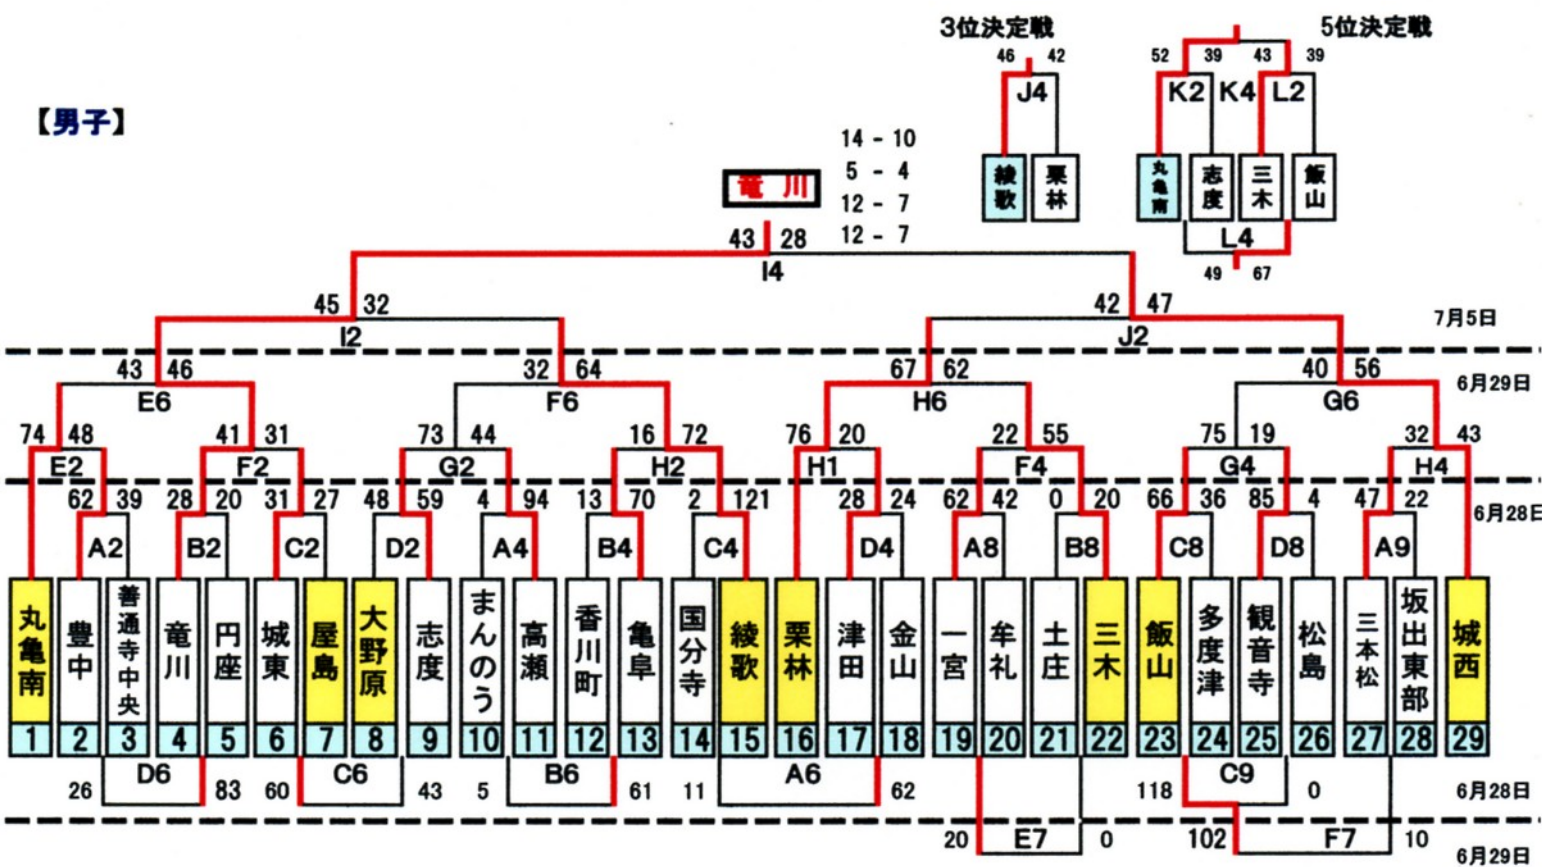 3位決定戦 5位決定戦
46 42 52 39 43 39
J4 K2 K4 L2
【男子】
14 - 10
5 - 4
12 - 7
12 - 7
綾歌 栗林 丸亀南 志度 三木 飯山
竜 川
L4
49 67
43 28
I4
45 32 42 47
I2 J2
7月5日
43 46 32 64 67 62 40 56
E6 F6 H6 G6
6月29日
74 48 41 31 73 44 16 72 76 20 22 55 75 19 32 43
E2 F2 G2 H2 H1 F4 G4 H4
62 39 28 20 31 27 48 59 4 94 13 70 2 121 28 24 62 42 0 20 66 36 85 4 47 22
6月28日
A2 B2 C2 D2 A4 B4 C4 D4 A8 B8 C8 D8 A9
丸亀南 豊中 善通寺中央 竜川 円座 城東 屋島 大野原 志度 まんのう 高瀬 香川町 亀阜 国分寺 綾歌 栗林 津田 金山 一宮 牟礼 土庄 三木 飯山 多度津 観音寺 松島 三本松 坂出東部 城西
1 2 3 4 5 6 7 8 9 10 11 12 13 14 15 16 17 18 19 20 21 22 23 24 25 26 27 28 29
D6 C6 B6 A6 C9
26 83 60 43 5 61 11 62 118 0
6月28日
20 E7 0 102 F7 10
6月29日